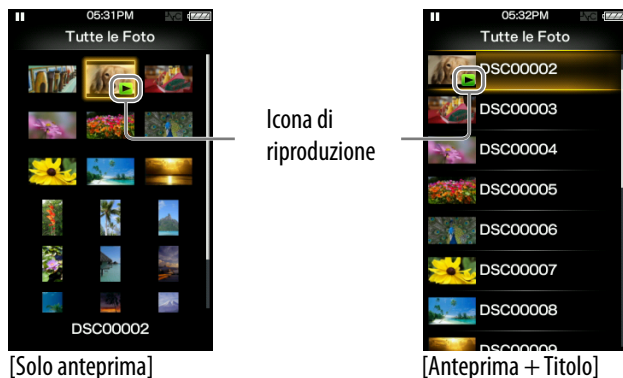 05:31PM
Tutte le Foto
DSC00002
[Solo anteprima]
Icona di
riproduzione
05:32PM
Tutte le Foto
DSC00002
DSC00003
DSC00004
DSC00005
DSC00006
DSC00007
DSC00008
DSC00009
[Anteprima + Titolo]